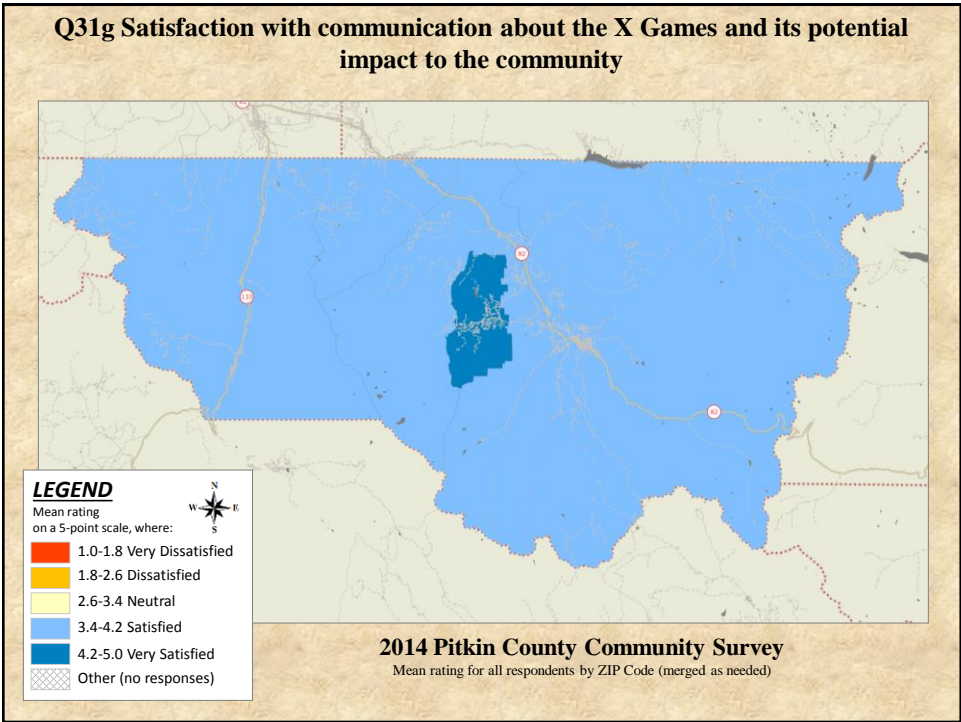 Q31g Satisfaction with communication about the X Games and its potential
impact to the community
82
133
82
LEGEND
Mean rating
on a 5-point scale, where:
N
W E
S
1.0-1.8 Very Dissatisfied
1.8-2.6 Dissatisfied
2.6-3.4 Neutral
3.4-4.2 Satisfied
4.2-5.0 Very Satisfied
Other (no responses)
2014 Pitkin County Community Survey
Mean rating for all respondents by ZIP Code (merged as needed)